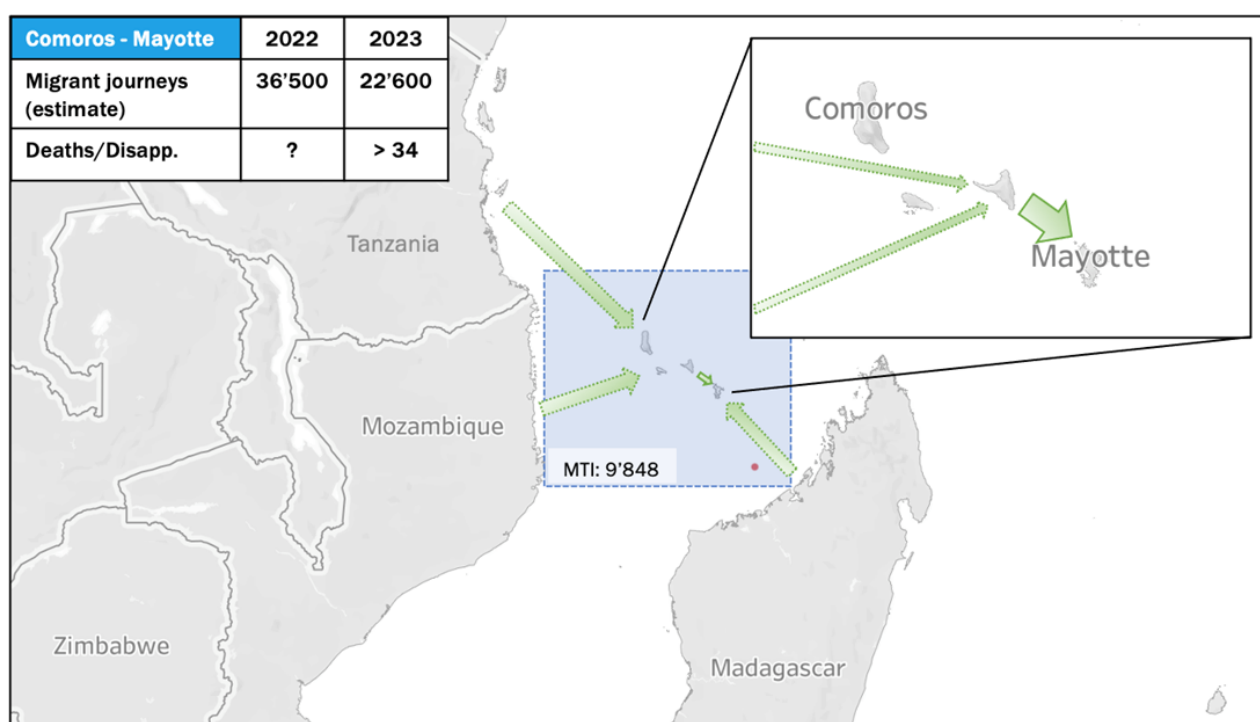 Comoros - Mayotte 2022 2023
Migrant journeys
(estimate) 36’500 22’600
Deaths/Disapp. ? > 34
Comoros
Mayotte
Tanzania
Mozambique
MTI: 9’848
Zimbabwe
Madagascar